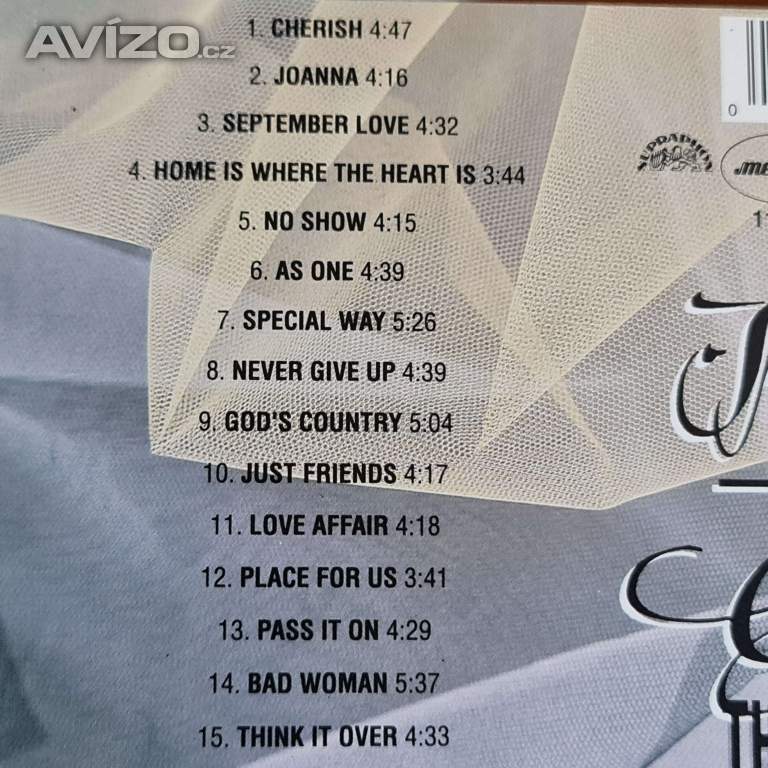 AVÍZO.cz
1. CHERISH 4:47
2. JOANNA 4:16
3. SEPTEMBER LOVE 4:32
4. HOME IS WHERE THE HEART IS 3:44
5. NO SHOW 4:15
6. AS ONE 4:39
7. SPECIAL WAY 5:26
8. NEVER GIVE UP 4:39
9. GOD'S COUNTRY 5:04
10. JUST FRIENDS 4:17
11. LOVE AFFAIR 4:18
12. PLACE FOR US 3:41
13. PASS IT ON 4:29
14. BAD WOMAN 5:37
15. THINK IT OVER 4:33
0
SUPRAPHON